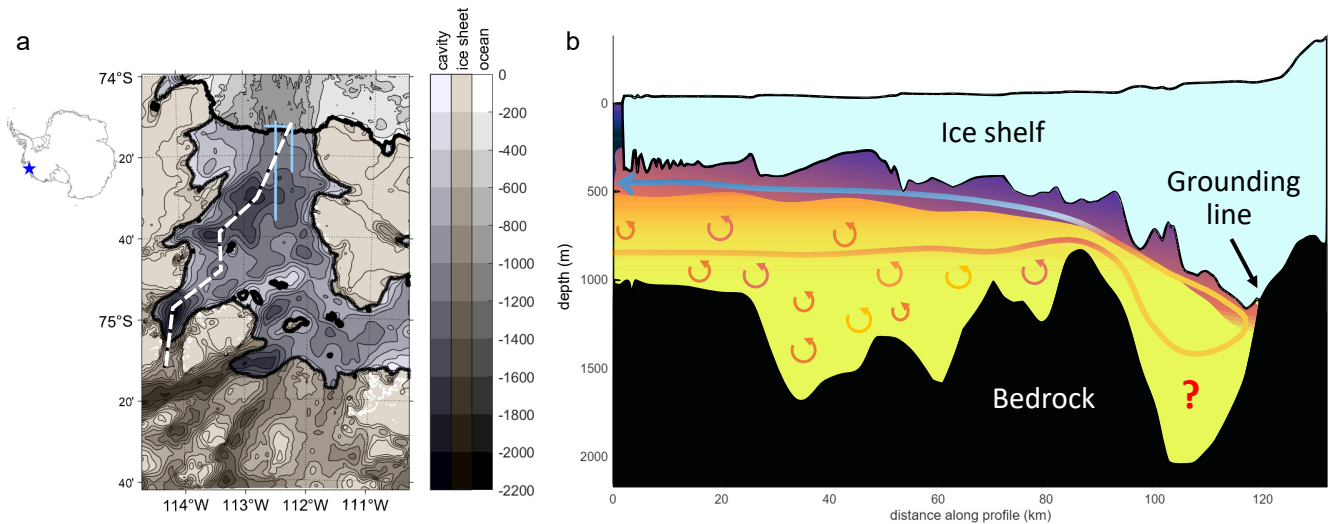 a
cavity
ice sheet
ocean
74°S
20'
40'
75°S
20'
40'
114°W
113°W
112°W
111°W
0
-200
-400
-600
-800
-1000
-1200
-1400
-1600
-1800
-2000
-2200
b
Ice shelf
Grounding
line
Bedrock
?
depth (m)
0
500
1000
1500
2000
0
20
40
60
80
100
120
distance along profile (km)